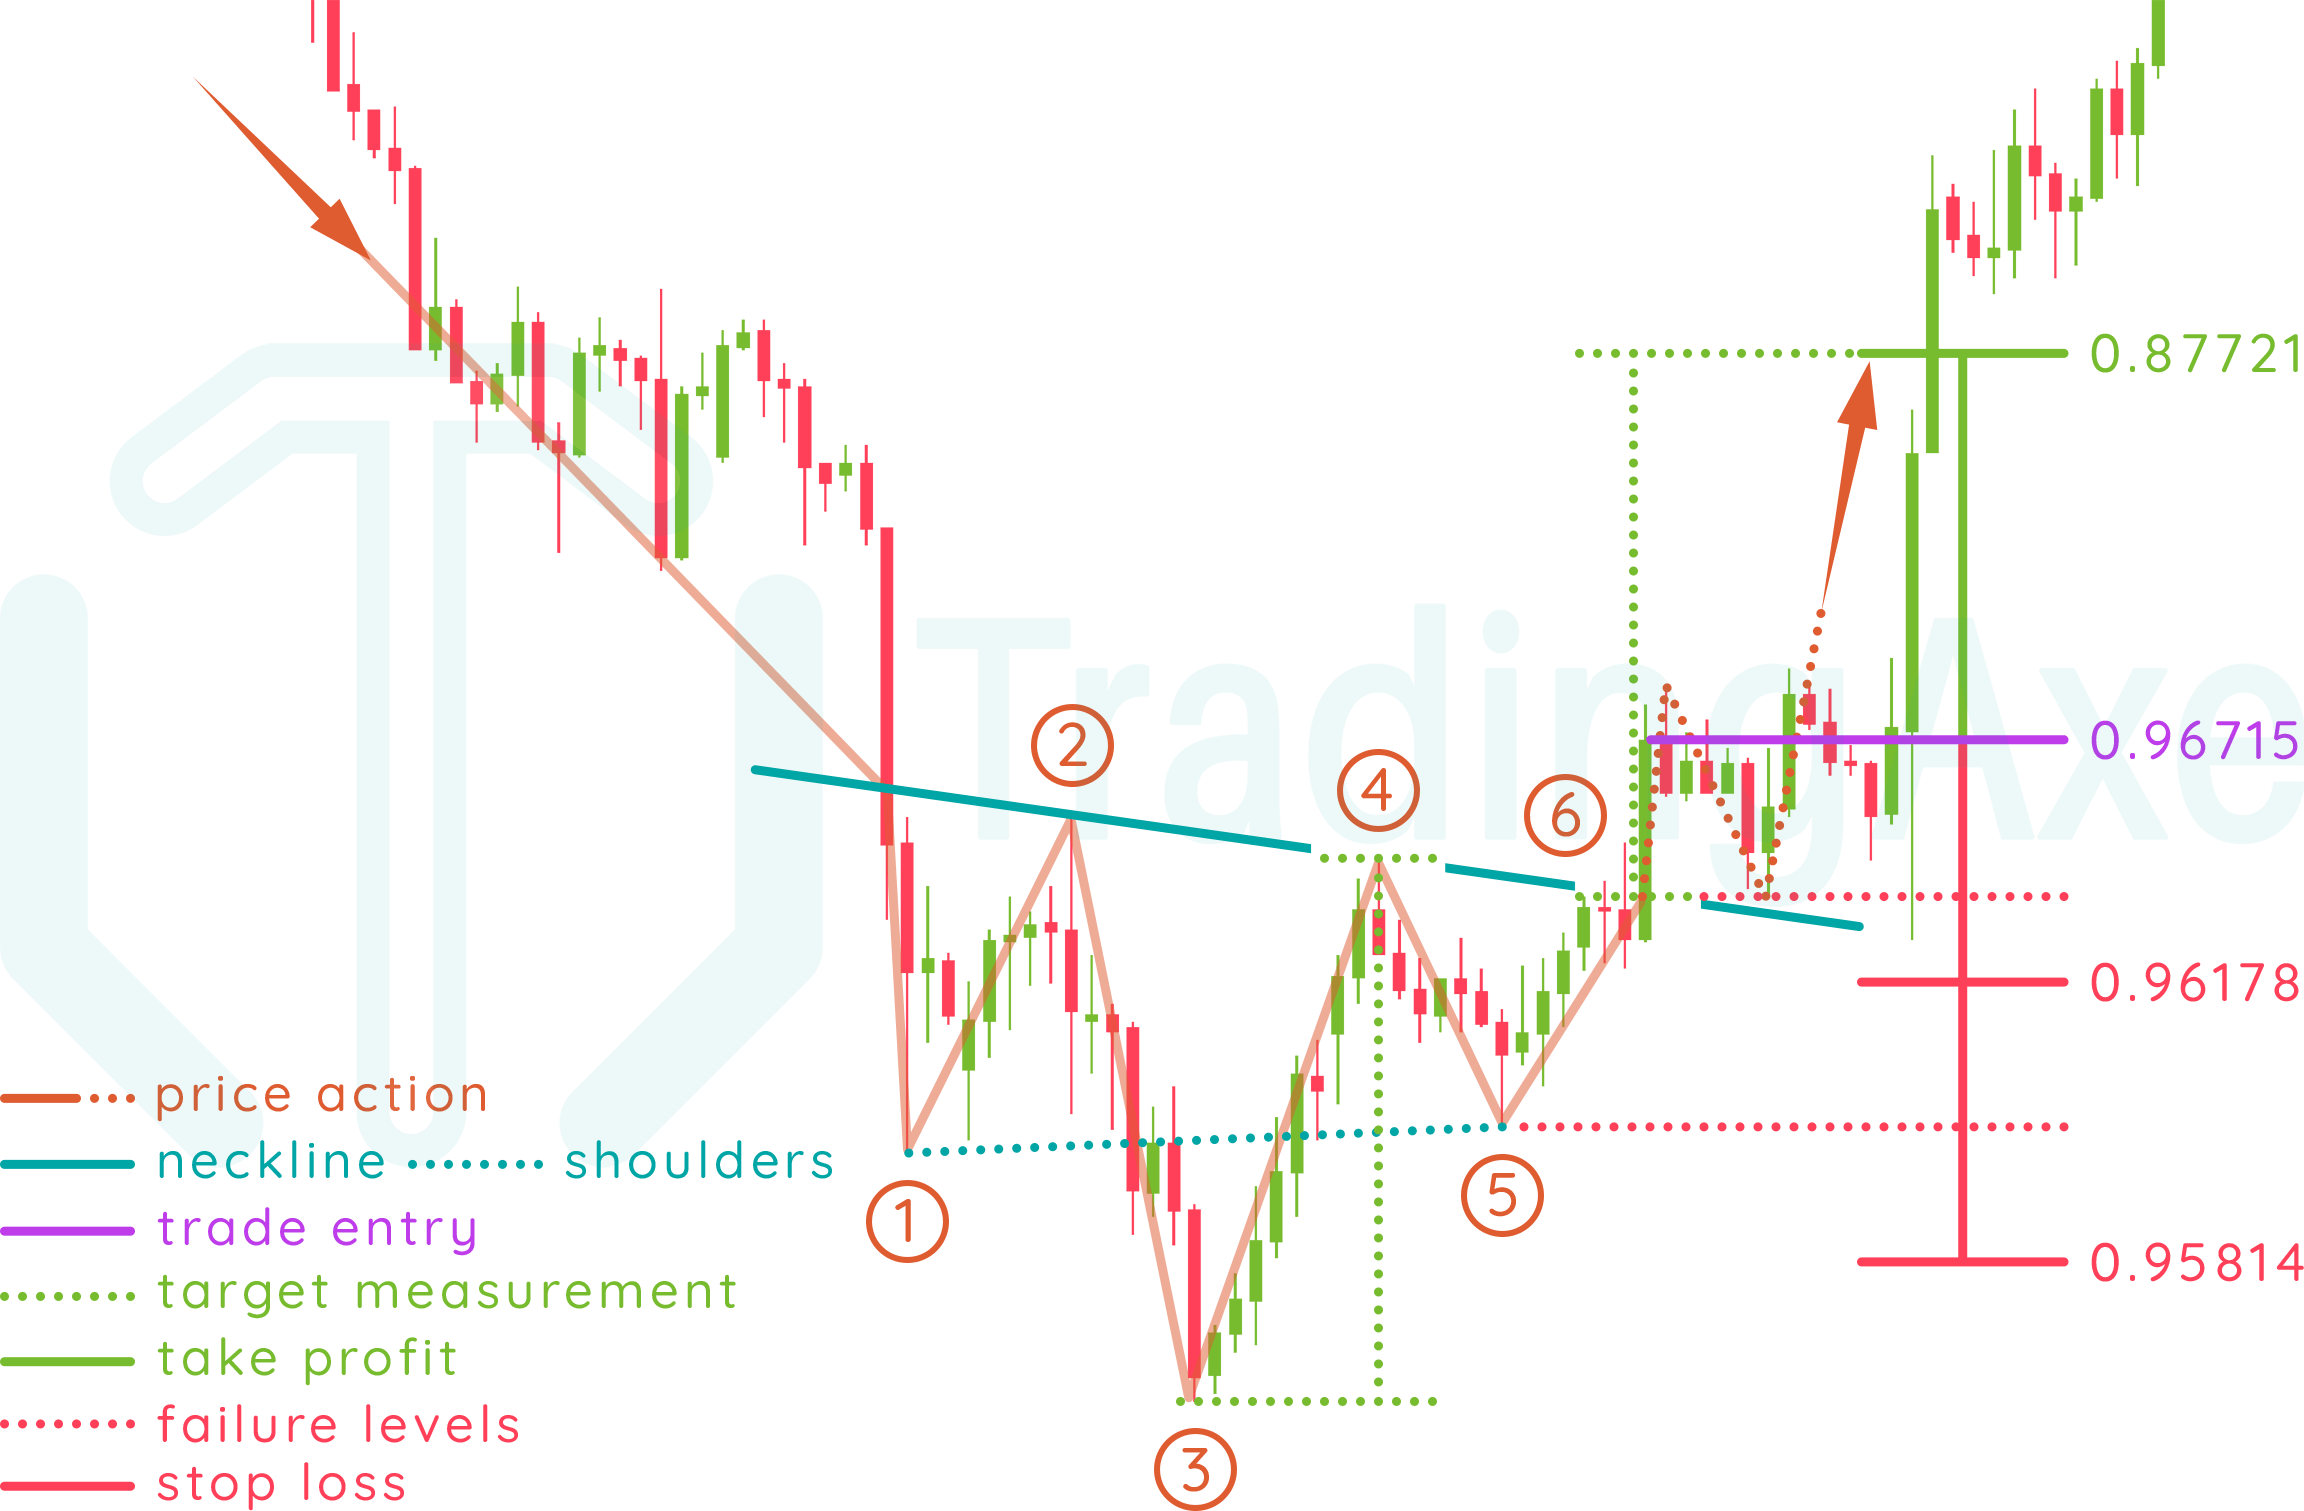 0.87721
TradingAxe
2
0.96715
4
6
0.96178
price action
neckline
shoulders
5
1
trade entry
0.95814
target measurement
take profit
failure levels
3
stop loss